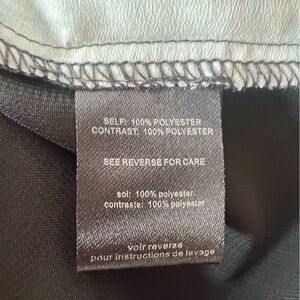 SELF: 100% POLYESTER
CONTRAST: 100% POLYESTER
SEE REVERSE FOR CARE
soi: 100% polyester
contraste: 100% polyester
voir reverse
pour instructions de lavage